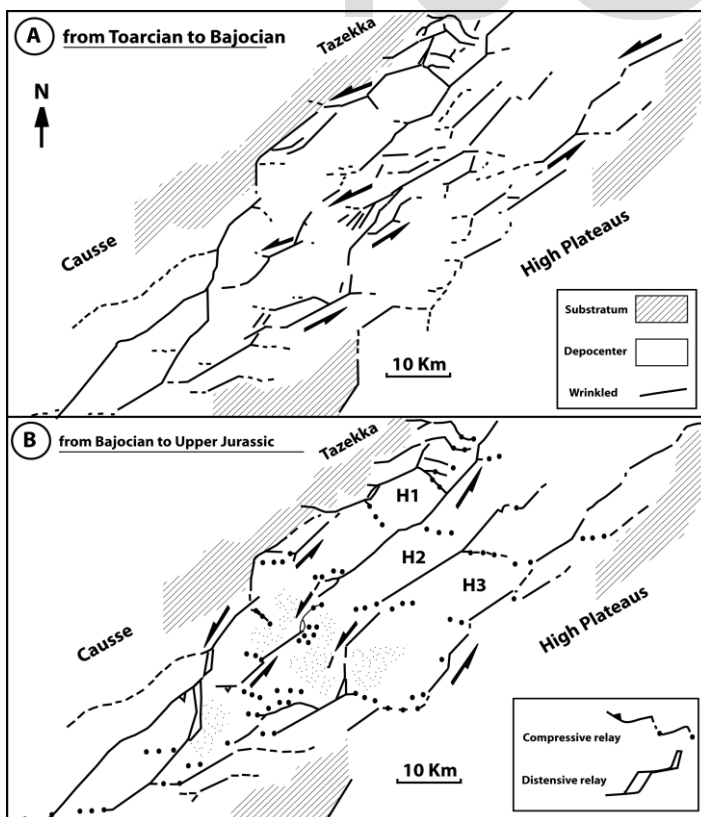 A
from Toarcian to Bajocian
Tazekka
N
Causse
High Plateaus
10 Km
Substratum
Depocenter
Wrinkled
B
from Bajocian to Upper Jurassic
Tazekka
H1
H2
H3
Causse
High Plateaus
10 Km
Compressive relay
Distensive relay